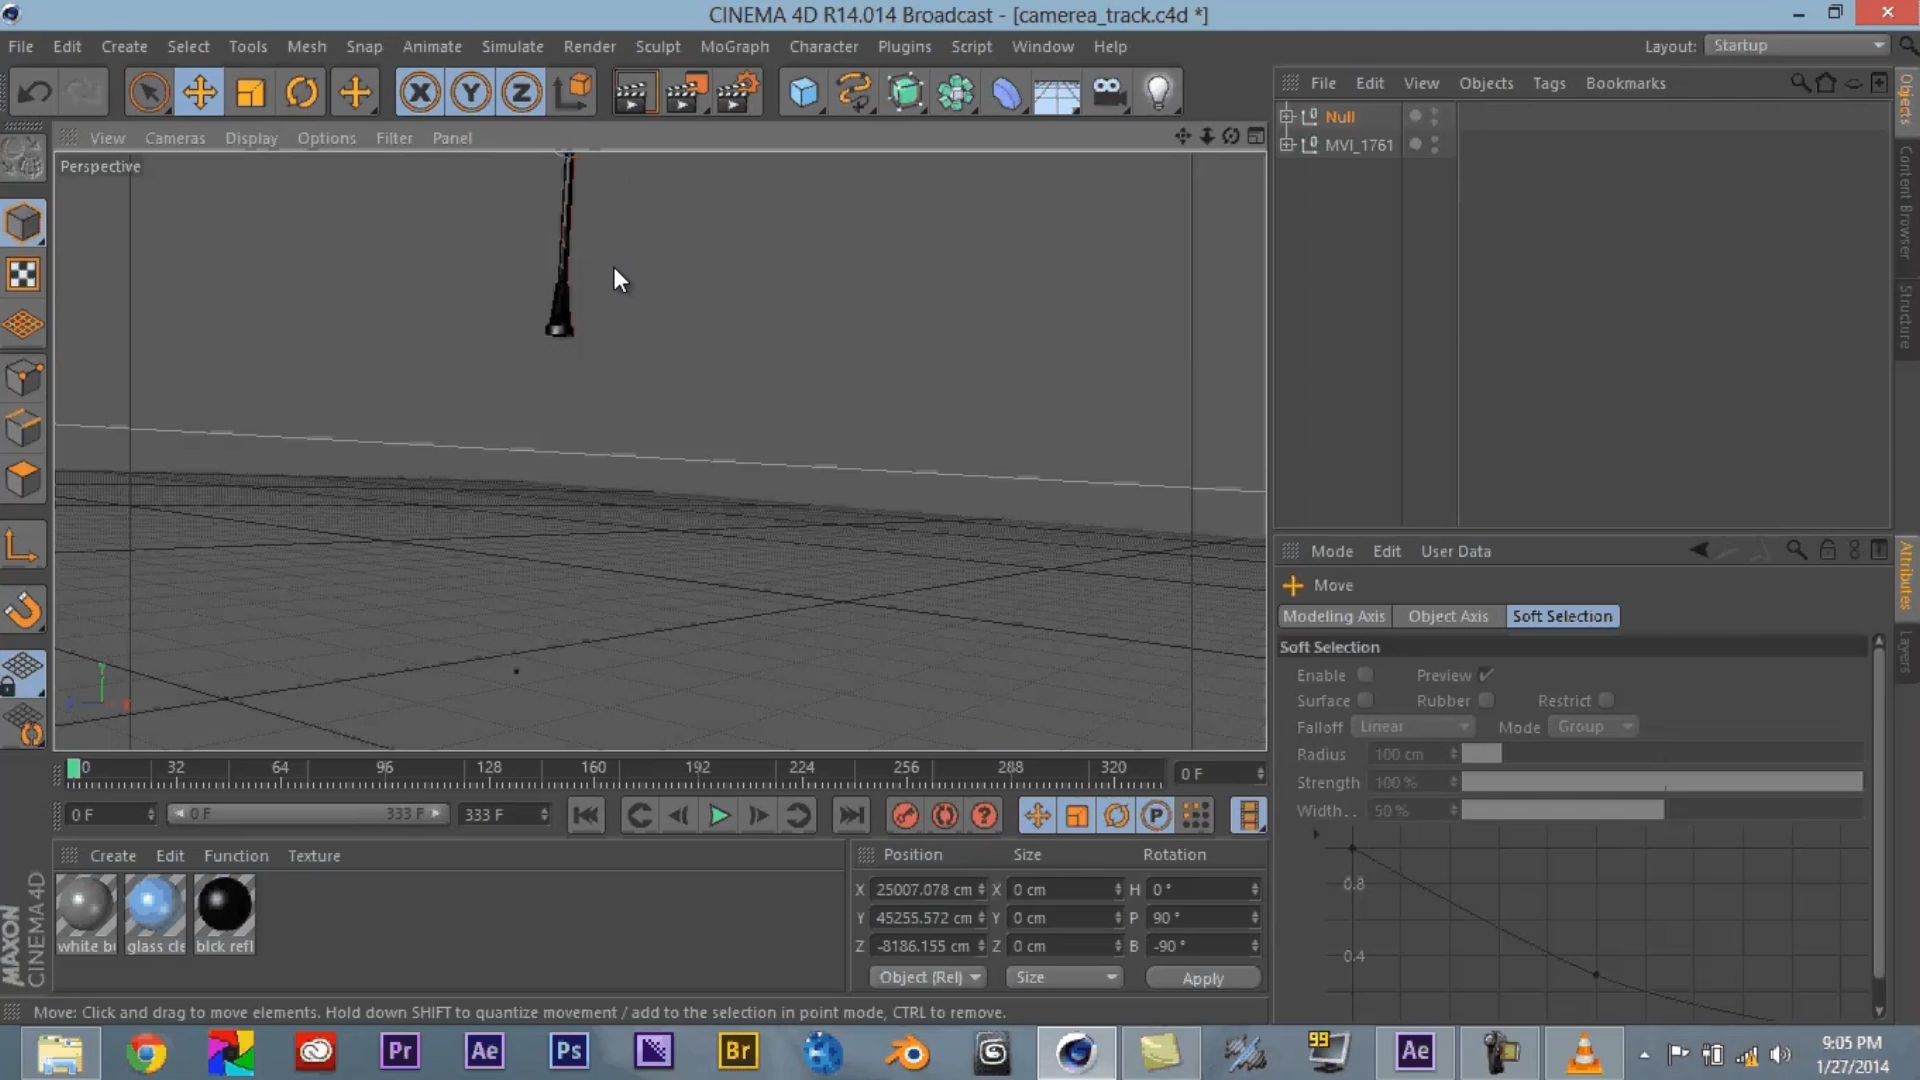 CINEMA 4D R14.014 Broadcast - [camerea_track.c4d *]
File Edit Create Select Tools Mesh Snap Animate Simulate Render Sculpt MoGraph Character Plugins Script Window Help
Layout: Startup
View Cameras Display Options Filter Panel
Perspective
File Edit View Objects Tags Bookmarks
Null
MVI_1761
Objects
Content Browser
Structure
Mode Edit User Data
Move
Modeling Axis Object Axis Soft Selection
Soft Selection
Enable Preview
Surface Rubber Restrict
Falloff Linear Mode Group
Radius 100 cm
Strength 100 %
Width. . 50 %
0.8
0.4
Attributes
Layers
0 32 64 96 128 160 192 224 256 288 320 0 F
0 F 0 F 333 F 333 F
Create Edit Function Texture
white b
glass cle
blck refl
Position Size Rotation
X 25007.078 cm X 0 cm H 0 °
Y 45255.572 cm Y 0 cm P 90 °
Z -8186.155 cm Z 0 cm B -90 °
Object (Rel) Size Apply
MAXON
CINEMA 4D
Move: Click and drag to move elements. Hold down SHIFT to quantize movement / add to the selection in point mode, CTRL to remove.
Pr Ae Ps Br 99 Ae
9:05 PM
1/27/2014